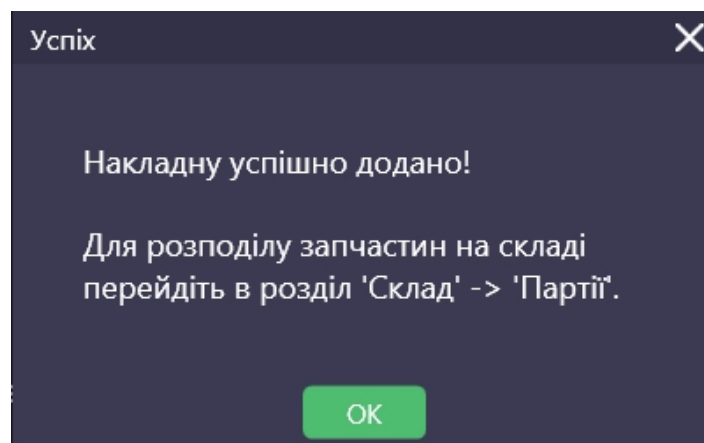 Успіх
Накладну успішно додано!
Для розподілу запчастин на складі
перейдіть в розділ 'Склад' -> 'Партії'.
OK